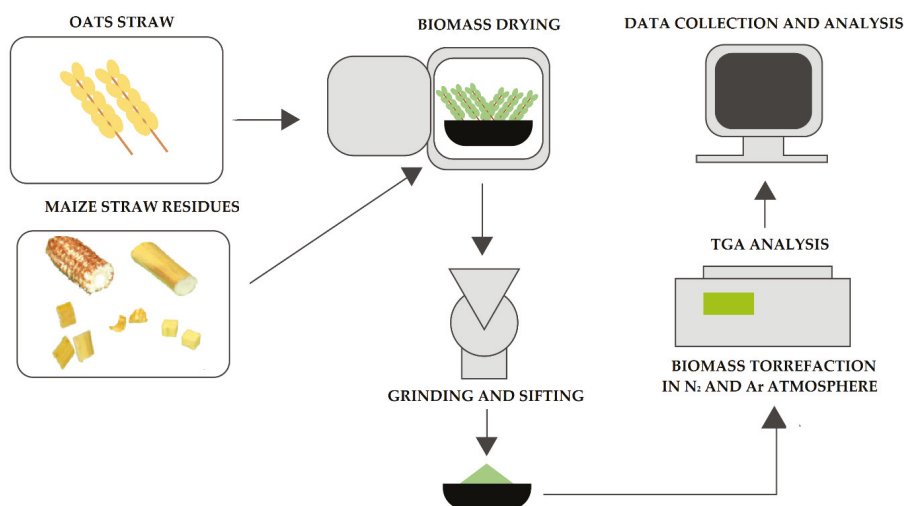 OATS STRAW
BIOMASS DRYING
DATA COLLECTION AND ANALYSIS
MAIZE STRAW RESIDUES
TGA ANALYSIS
BIOMASS TORREFACTION
IN N₂ AND Ar ATMOSPHERE
GRINDING AND SIFTING